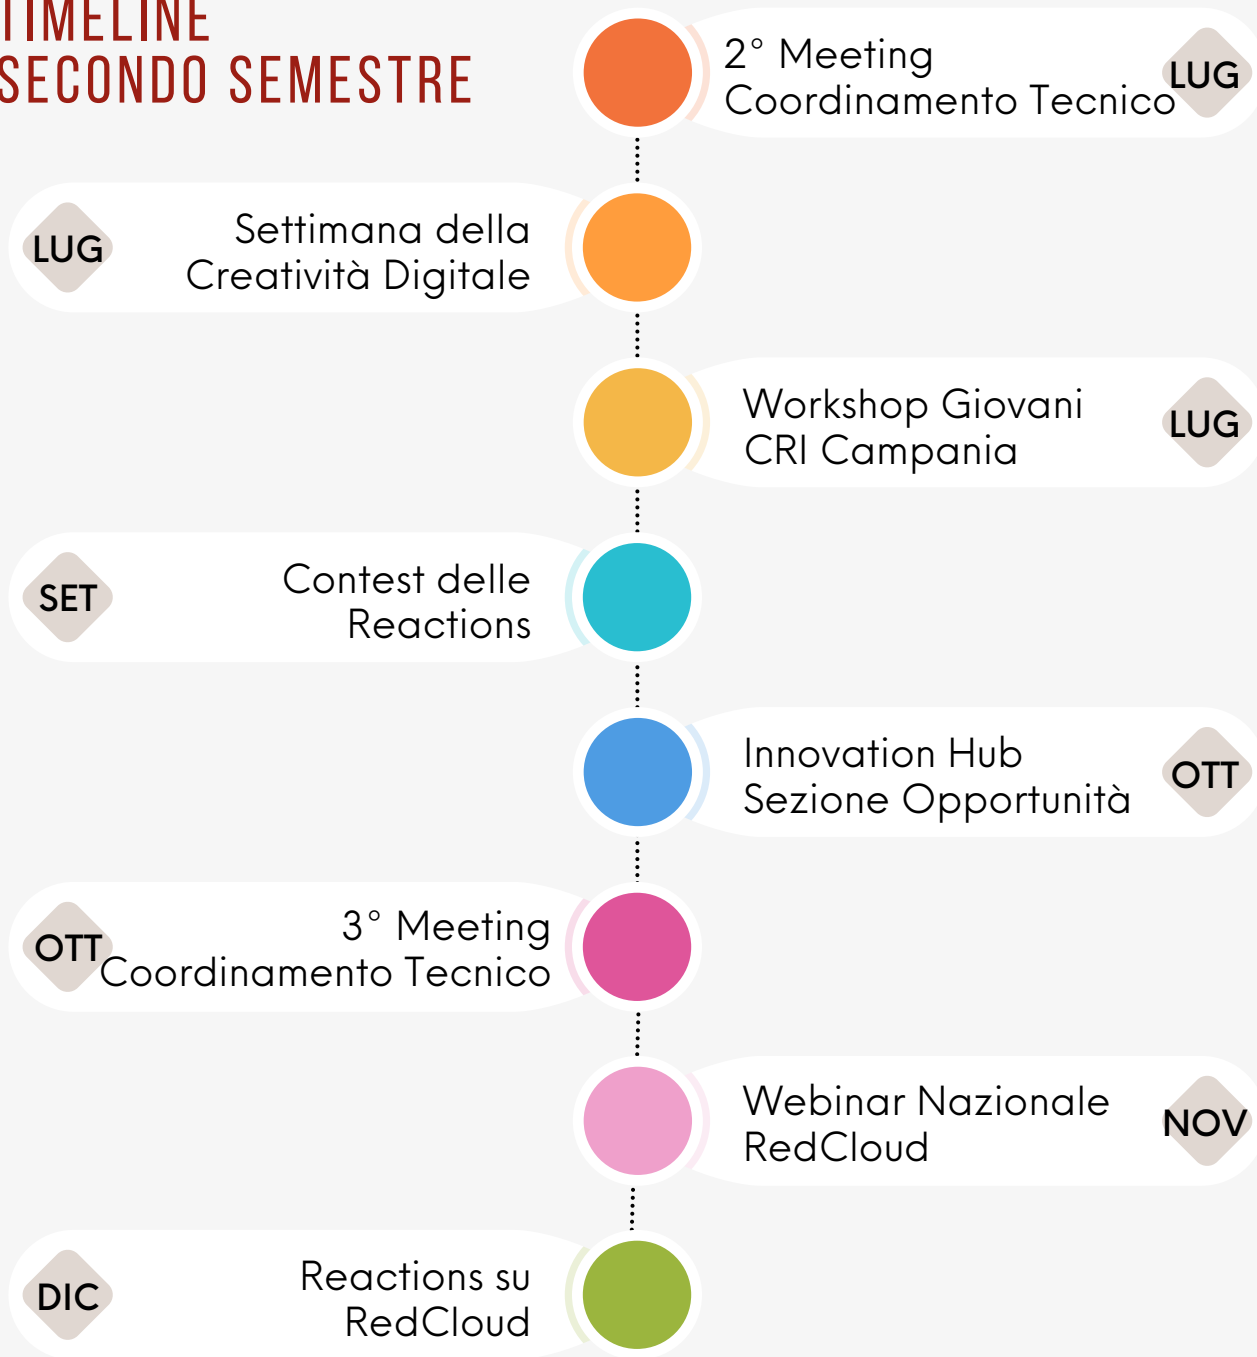 TIMELINE
SECONDO SEMESTRE
2° Meeting
Coordinamento Tecnico
LUG
LUG
Settimana della
Creatività Digitale
Workshop Giovani
CRI Campania
LUG
SET
Contest delle
Reactions
Innovation Hub
Sezione Opportunità
OTT
OTT
3° Meeting
Coordinamento Tecnico
Webinar Nazionale
RedCloud
NOV
DIC
Reactions su
RedCloud